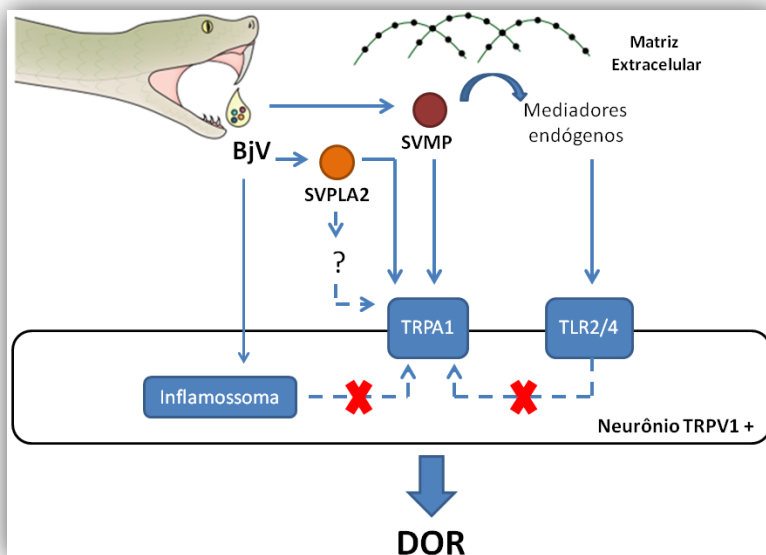 Matriz
Extracelular
Mediadores
endógenos
BjV
SVMP
SVPLA2
?
TRPA1
TLR2/4
Inflamossoma
Neurônio TRPV1 +
DOR